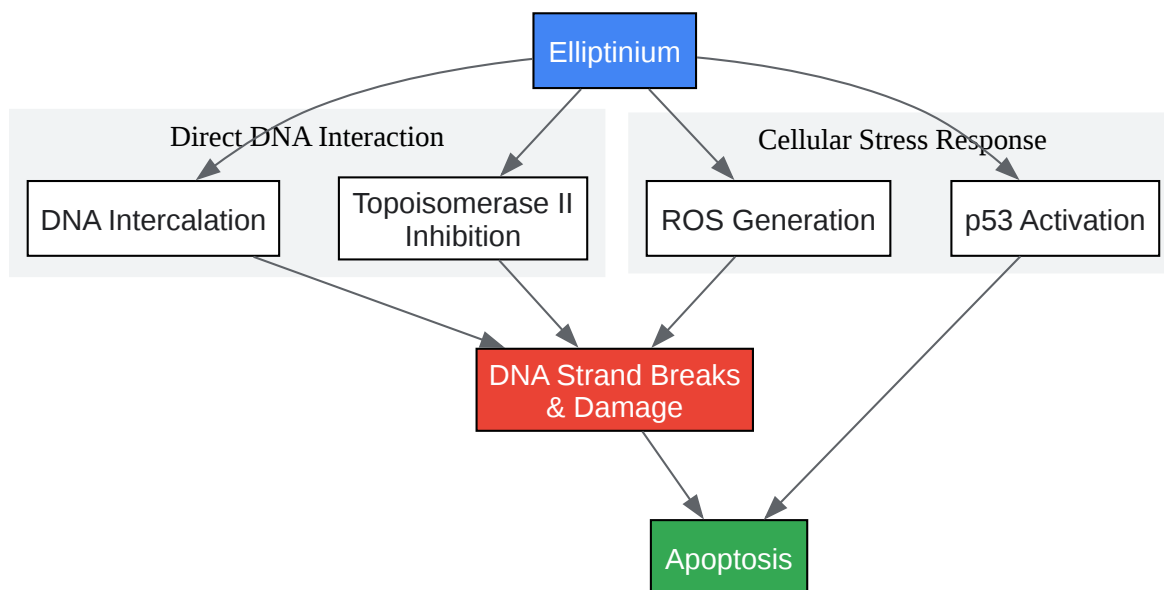 Elliptinium
Direct DNA Interaction
Cellular Stress Response
DNA Intercalation
Topoisomerase II
Inhibition
ROS Generation
p53 Activation
DNA Strand Breaks
& Damage
Apoptosis